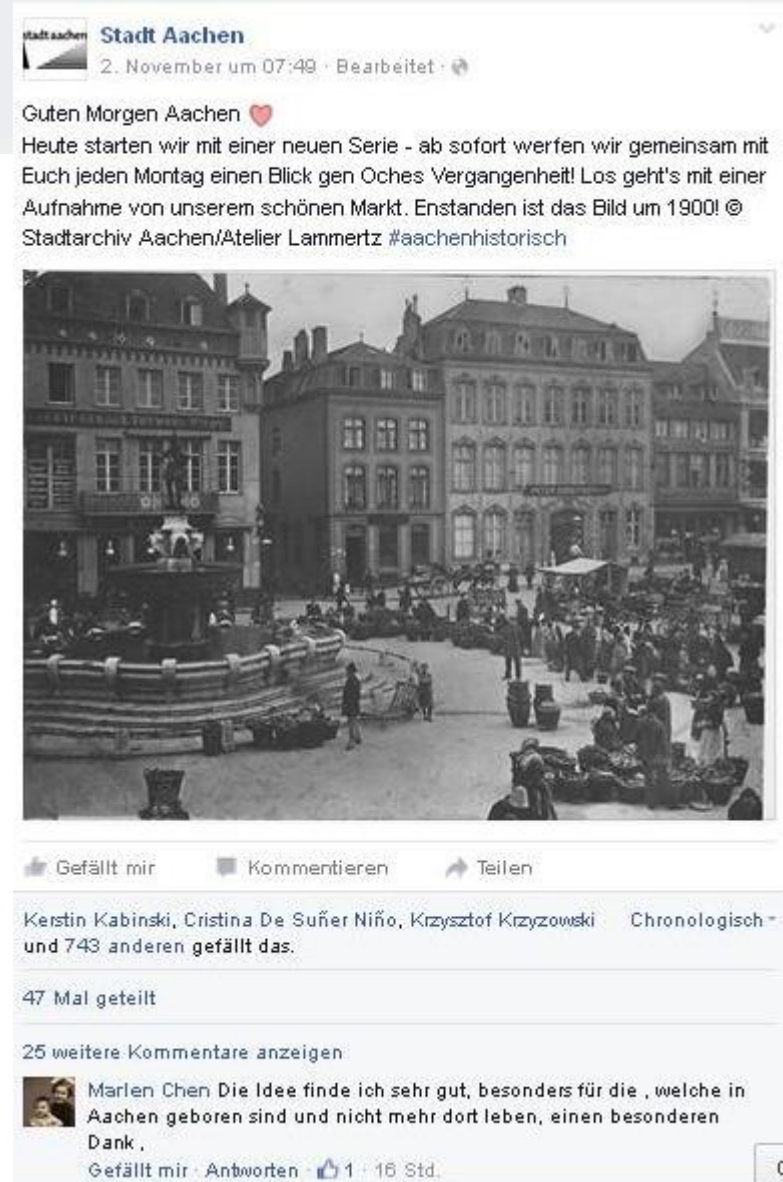 stadt aachen
Stadt Aachen
2. November um 07:49 · Bearbeitet ·
Guten Morgen Aachen
Heute starten wir mit einer neuen Serie - ab sofort werfen wir gemeinsam mit
Euch jeden Montag einen Blick gen Oches Vergangenheit! Los geht's mit einer
Aufnahme von unserem schönen Markt. Enstanden ist das Bild um 1900! ©
Stadtarchiv Aachen/Atelier Lammertz #aachenhistorisch
Gefällt mir Kommentieren Teilen
Kerstin Kabinski, Cristina De Suñer Niño, Krzysztof Krzyzowski Chronologisch
und 743 anderen gefällt das.
47 Mal geteilt
25 weitere Kommentare anzeigen
Marlen Chen Die Idee finde ich sehr gut, besonders für die , welche in
Aachen geboren sind und nicht mehr dort leben, einen besonderen
Dank ,
Gefällt mir · Antworten · 1 · 16 Std.